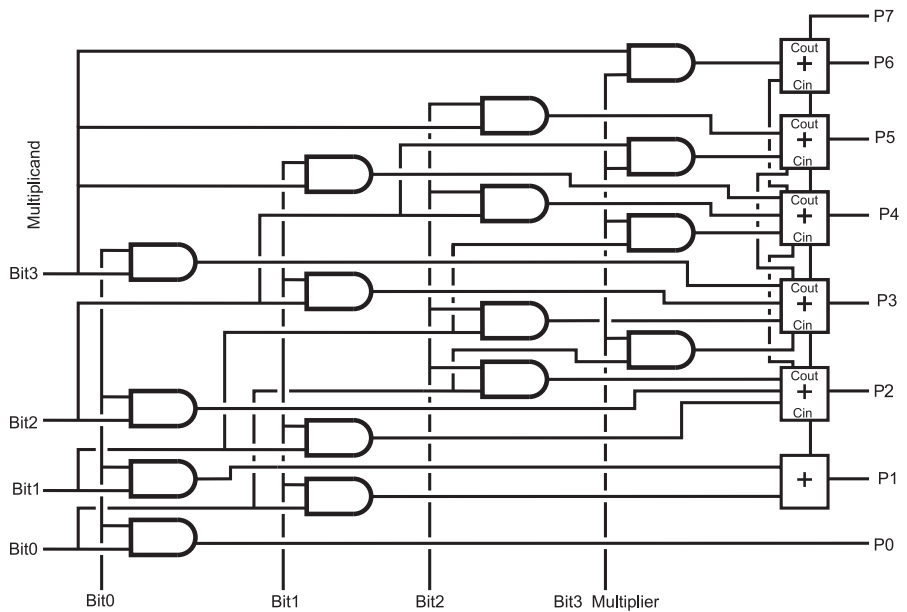 P7
Cout
+
Cin
P6
Cout
+
Cin
P5
Multiplicand
Cout
+
Cin
P4
Bit3
Cout
+
Cin
P3
Cout
+
Cin
P2
Bit2
Bit1
+
P1
Bit0
P0
Bit0
Bit1
Bit2
Bit3 Multiplier